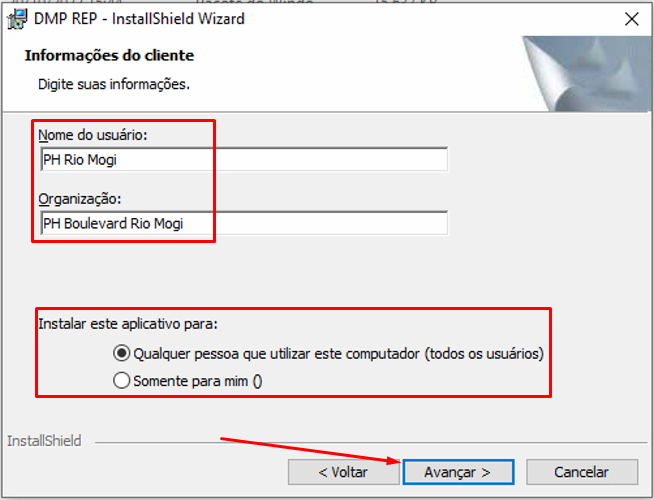 DMP REP - InstallShield Wizard
Informações do cliente
Digite suas informações.
Nome do usuário:
PH Rio Mogi
Organização:
PH Boulevard Rio Mogi
Instalar este aplicativo para:
Qualquer pessoa que utilizar este computador (todos os usuários)
Somente para mim ()
InstallShield
< Voltar
Avançar >
Cancelar